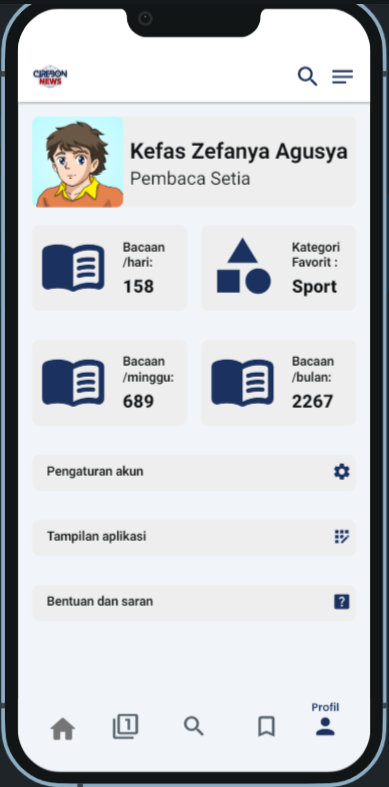 CIREBON
NEWS
Kefas Zefanya Agusya
Pembaca Setia
Bacaan
/hari:
158
Kategori
Favorit :
Sport
Bacaan
/minggu:
689
Bacaan
/bulan:
2267
Pengaturan akun
Tampilan aplikasi
Bentuan dan saran
?
1
Profil